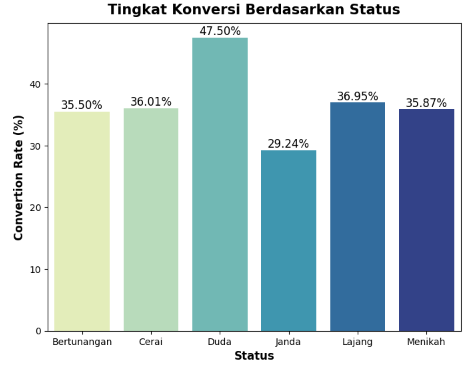 Tingkat Konversi Berdasarkan Status
47.50%
36.95%
36.01%
35.87%
35.50%
29.24%
Convertion Rate (%)
40
30
20
10
0
Bertunangan Cerai Duda Janda Lajang Menikah
Status